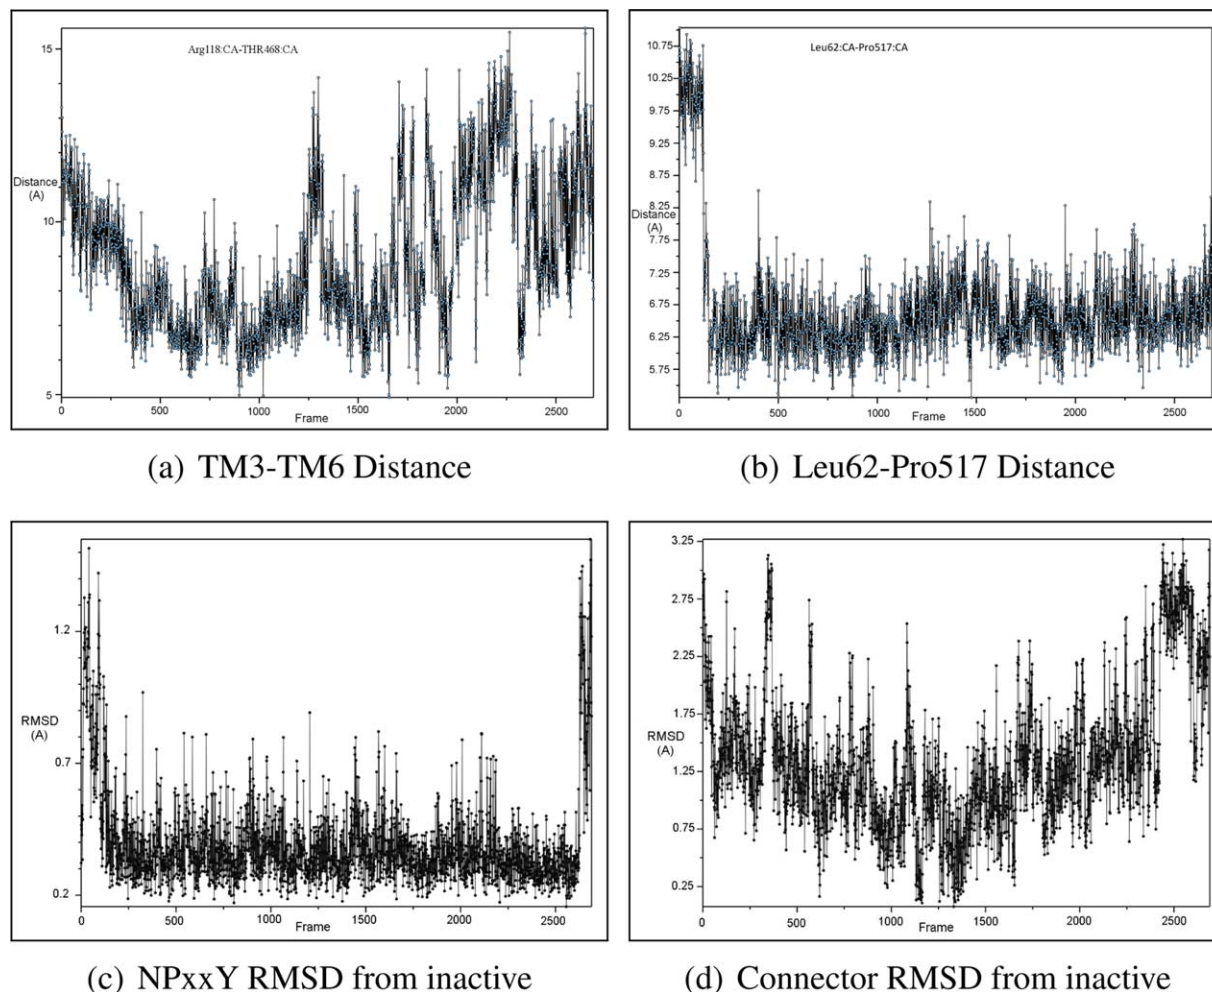 Arg118:CA-THR468:CA
15
Distance
(A)
10
5
0
500
1000
1500
2000
2500
Frame
(a) TM3-TM6 Distance
Leu62:CA-Pro517:CA
10.75
10.25
9.75
9.25
8.75
8.25
Distance
(A)
7.75
7.25
6.75
6.25
5.75
0
500
1000
1500
2000
2500
Frame
(b) Leu62-Pro517 Distance
1.2
RMSD
(A)
0.7
0.2
0
500
1000
1500
2000
2500
Frame
(c) NPxxY RMSD from inactive
3.25
2.75
2.25
1.75
RMSD
(A)
1.25
0.75
0.25
0
500
1000
1500
2000
2500
Frame
(d) Connector RMSD from inactive